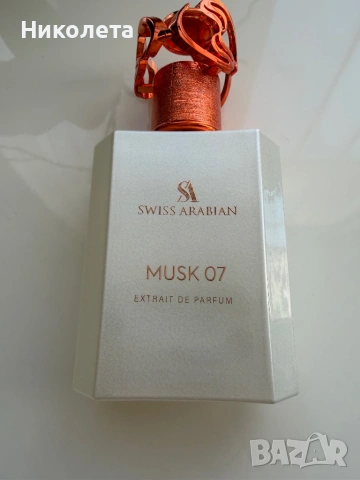 Николета
SA
SWISS ARABIAN
MUSK 07
EXTRAIT DE PARFUM
BAZAR